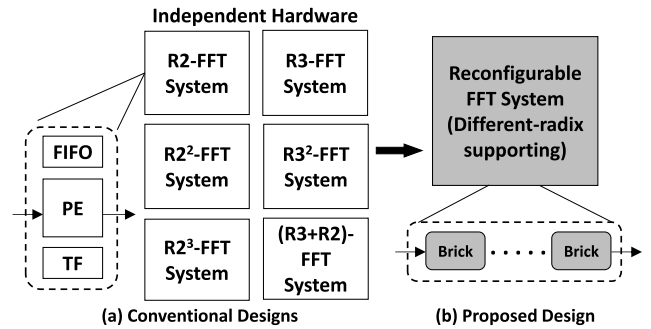 Independent Hardware
R2-FFT
System
R3-FFT
System
R2²-FFT
System
R3²-FFT
System
R2³-FFT
System
(R3+R2)-
FFT
System
FIFO
PE
TF
(a) Conventional Designs
Reconfigurable
FFT System
(Different-radix
supporting)
Brick
Brick
(b) Proposed Design